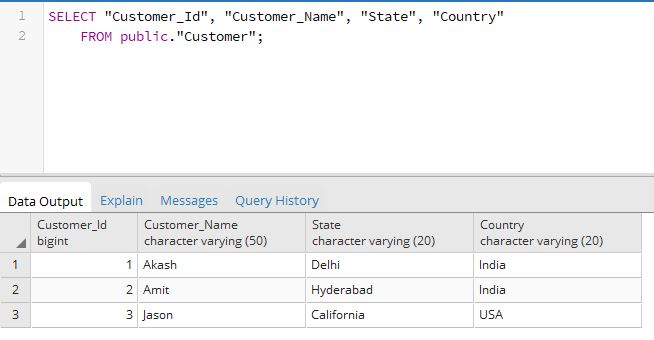 1 SELECT "Customer_Id", "Customer_Name", "State", "Country"
2 FROM public."Customer";
Data Output Explain Messages Query History
Customer_Id Customer_Name State Country
bigint character varying (50) character varying (20) character varying (20)
1 1 Akash Delhi India
2 2 Amit Hyderabad India
3 3 Jason California USA